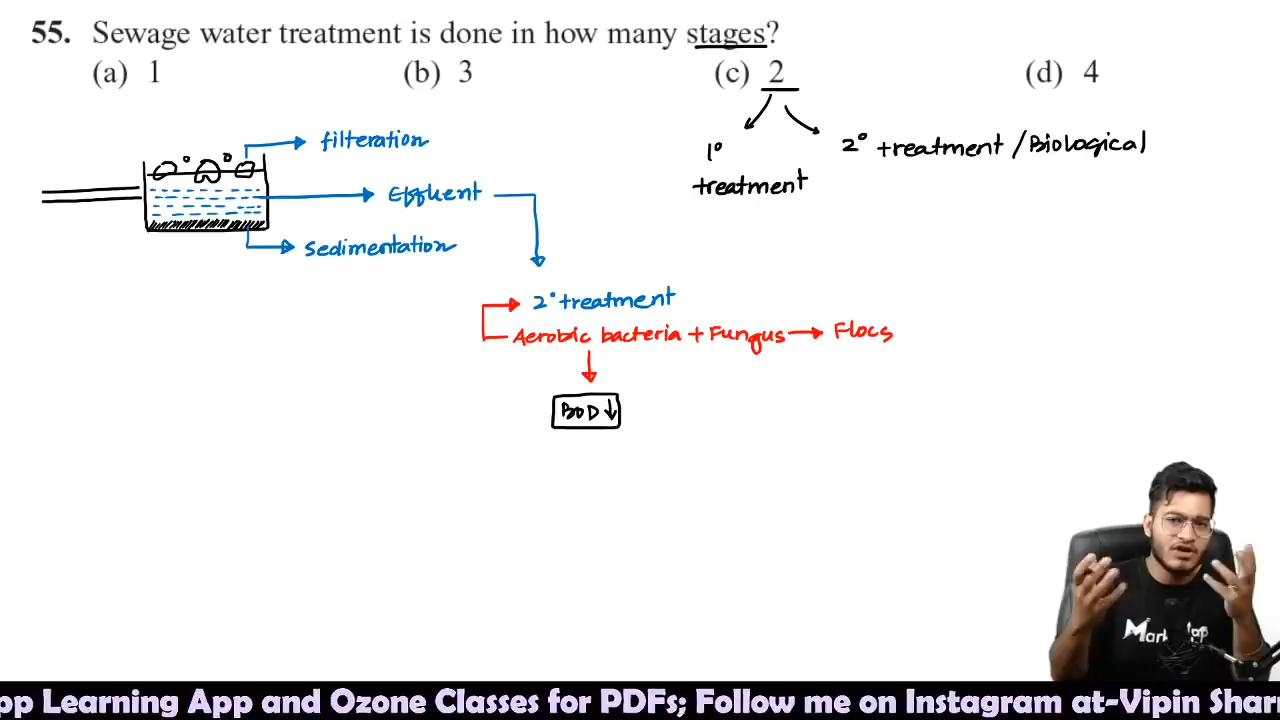 55. Sewage water treatment is done in how many stages?
(a) 1 (b) 3 (c) 2 (d) 4
filteration
1°
treatment
2° treatment / Biological
Effluent
Sedimentation
2° treatment
Aerobic bacteria + Fungus → Flocs
BOD ↓
Mark
pp Learning App and Ozone Classes for PDFs; Follow me on Instagram at-Vipin Shar